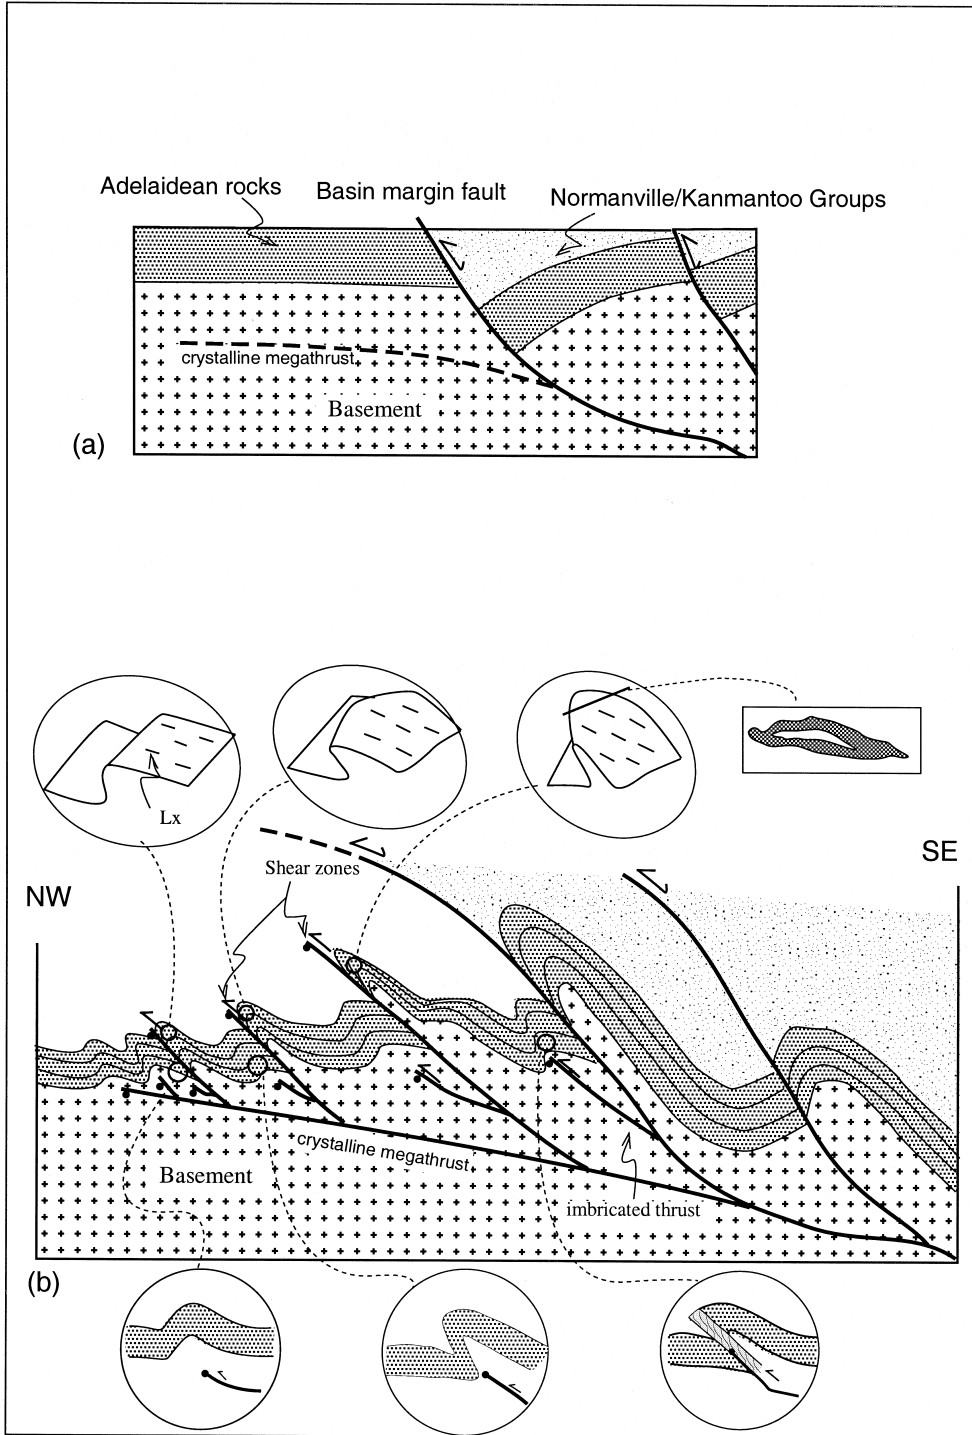 Adelaidean rocks
Basin margin fault
Normanville/Kanmantoo Groups
crystalline megathrust
Basement
(a)
Lx
SE
Shear zones
NW
crystalline megathrust
Basement
imbricated thrust
(b)